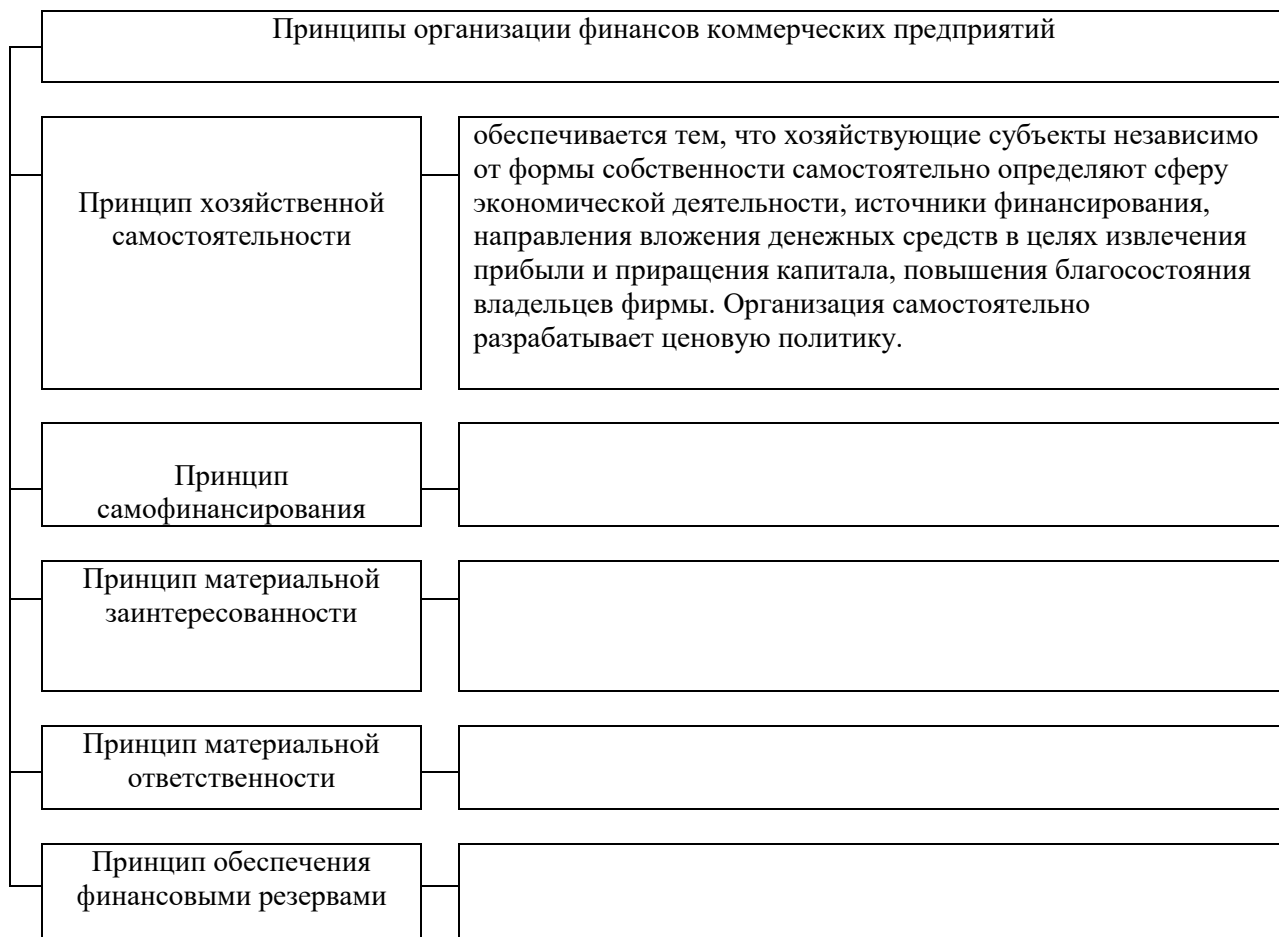 Принципы организации финансов коммерческих предприятий
Принцип хозяйственной
самостоятельности
обеспечивается тем, что хозяйствующие субъекты независимо
от формы собственности самостоятельно определяют сферу
экономической деятельности, источники финансирования,
направления вложения денежных средств в целях извлечения
прибыли и приращения капитала, повышения благосостояния
владельцев фирмы. Организация самостоятельно
разрабатывает ценовую политику.
Принцип
самофинансирования
Принцип материальной
заинтересованности
Принцип материальной
ответственности
Принцип обеспечения
финансовыми резервами